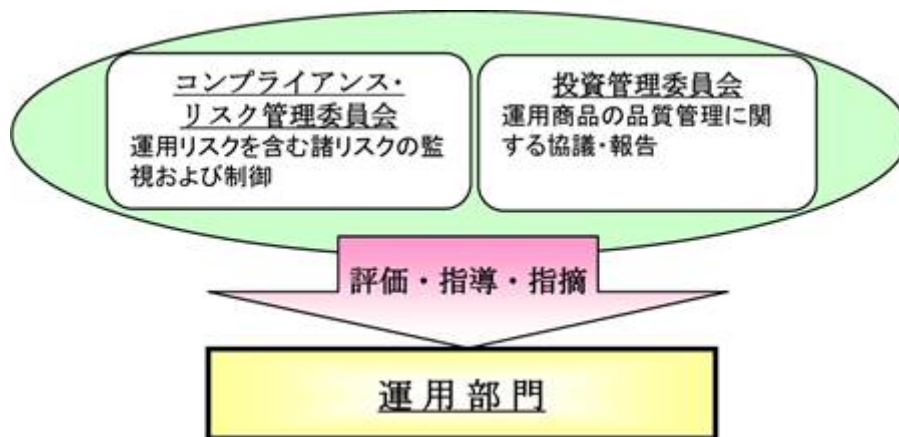 コンプライアンス・
リスク管理委員会
運用リスクを含む諸リスクの監
視および制御
投資管理委員会
運用商品の品質管理に関
する協議・報告
評価・指導・指摘
運用部門